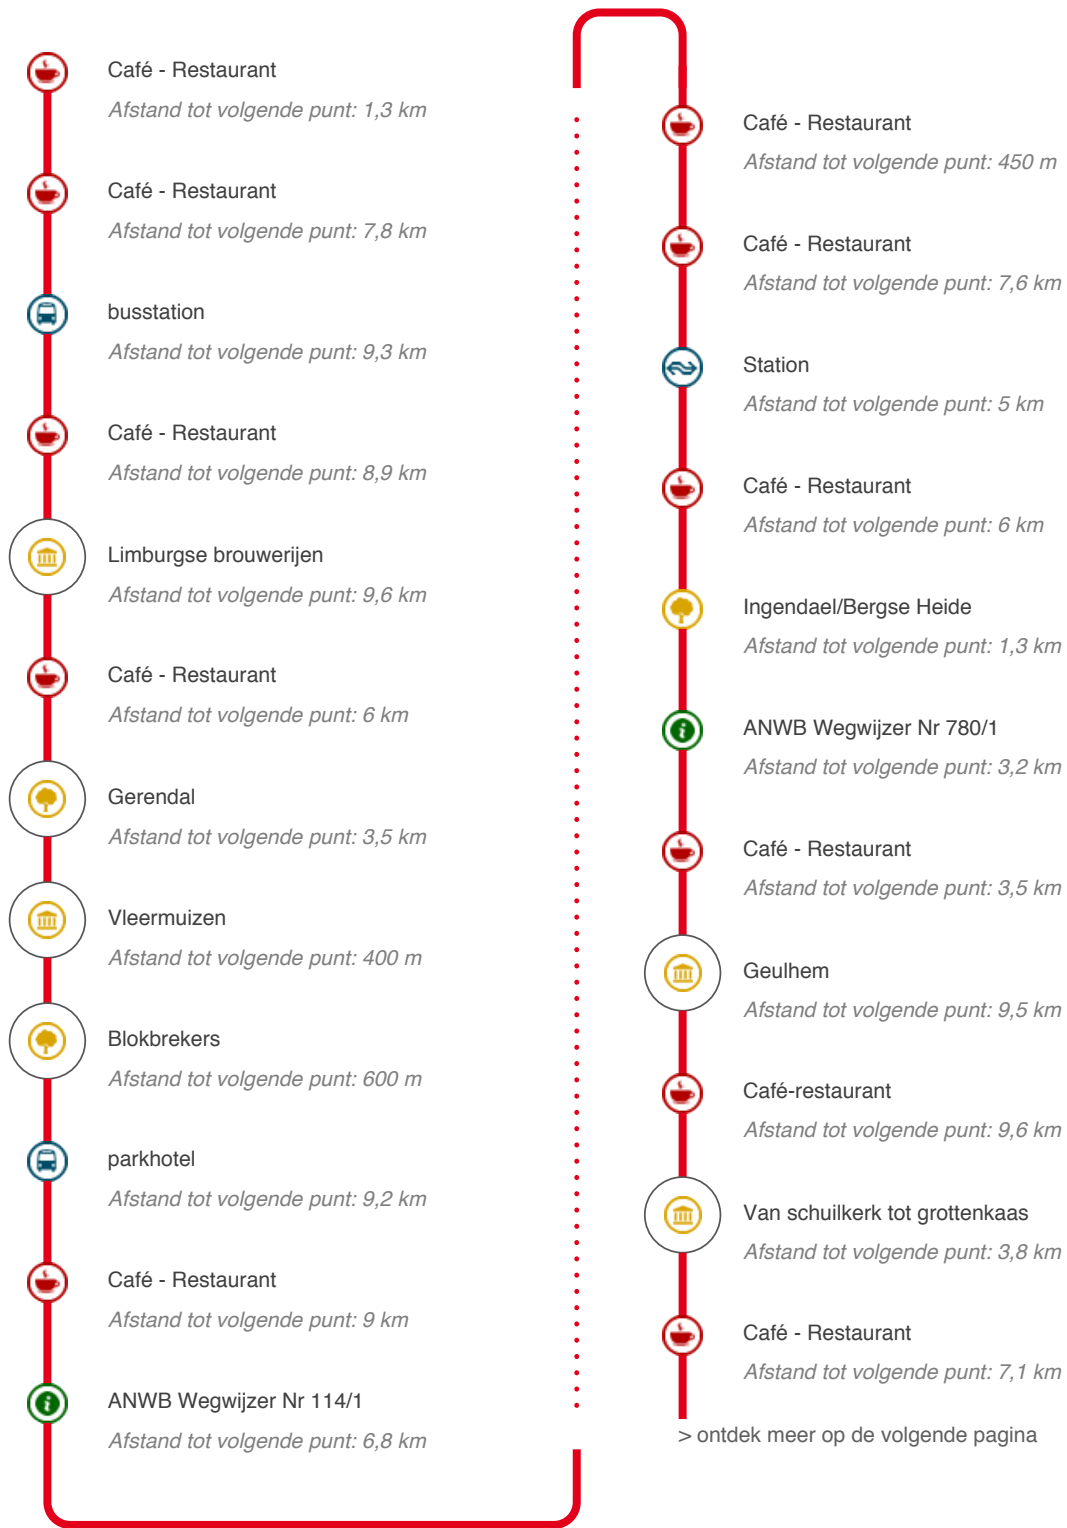 Café - Restaurant
Afstand tot volgende punt: 1,3 km
Café - Restaurant
Afstand tot volgende punt: 7,8 km
busstation
Afstand tot volgende punt: 9,3 km
Café - Restaurant
Afstand tot volgende punt: 8,9 km
Limburgse brouwerijen
Afstand tot volgende punt: 9,6 km
Café - Restaurant
Afstand tot volgende punt: 6 km
Gerendal
Afstand tot volgende punt: 3,5 km
Vleermuizen
Afstand tot volgende punt: 400 m
Blokbrekers
Afstand tot volgende punt: 600 m
parkhotel
Afstand tot volgende punt: 9,2 km
Café - Restaurant
Afstand tot volgende punt: 9 km
ANWB Wegwijzer Nr 114/1
Afstand tot volgende punt: 6,8 km
Café - Restaurant
Afstand tot volgende punt: 450 m
Café - Restaurant
Afstand tot volgende punt: 7,6 km
Station
Afstand tot volgende punt: 5 km
Café - Restaurant
Afstand tot volgende punt: 6 km
Ingendael/Bergse Heide
Afstand tot volgende punt: 1,3 km
ANWB Wegwijzer Nr 780/1
Afstand tot volgende punt: 3,2 km
Café - Restaurant
Afstand tot volgende punt: 3,5 km
Geulhem
Afstand tot volgende punt: 9,5 km
Café-restaurant
Afstand tot volgende punt: 9,6 km
Van schuilkerk tot grottenkaas
Afstand tot volgende punt: 3,8 km
Café - Restaurant
Afstand tot volgende punt: 7,1 km
> ontdek meer op de volgende pagina